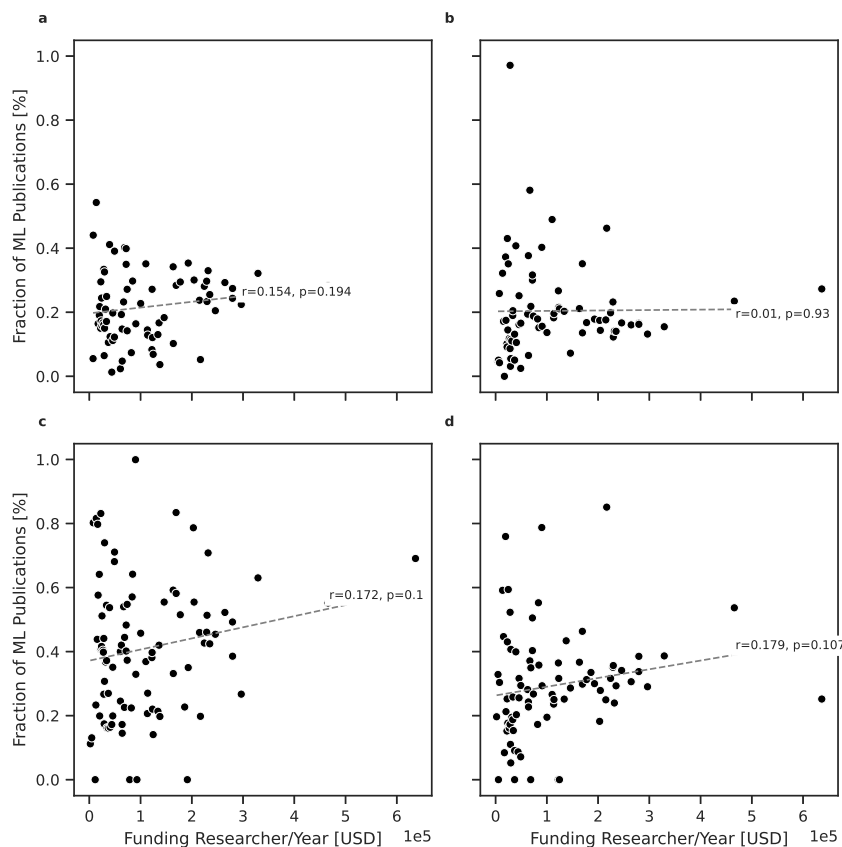 a
b
Fraction of ML Publications [%]
1.0
0.8
0.6
0.4
0.2
0.0
r=0.154, p=0.194
r=0.01, p=0.93
c
d
Fraction of ML Publications [%]
1.0
0.8
0.6
0.4
0.2
0.0
r=0.172, p=0.1
r=0.179, p=0.107
0 1 2 3 4 5 6
0 1 2 3 4 5 6
Funding Researcher/Year [USD] 1e5
Funding Researcher/Year [USD] 1e5